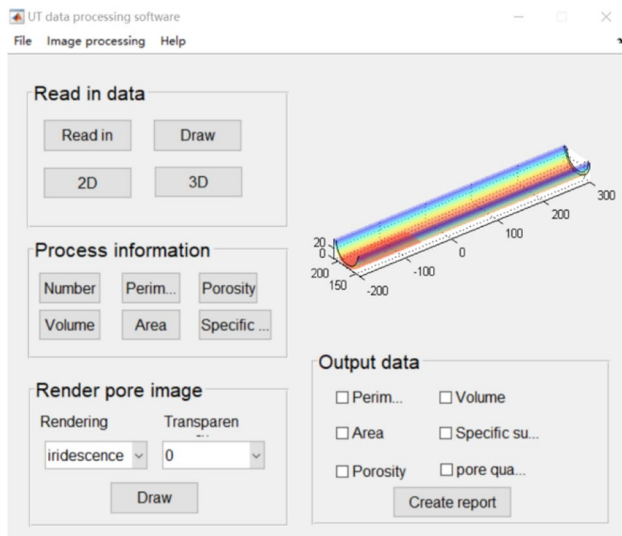 UT data processing software
File Image processing Help
Read in data
Read in Draw
2D 3D
Process information
Number Perim... Porosity
Volume Area Specific ...
Render pore image
Rendering Transparen
iridescence 0
Draw
20
0
200
150
-200
-100
0
100
200
300
Output data
Perim... Volume
Area Specific su...
Porosity pore qua...
Create report